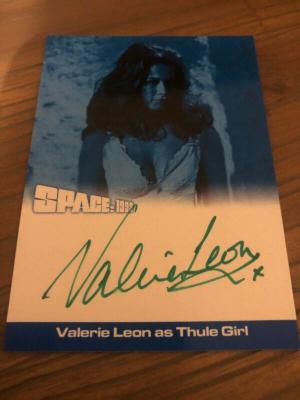 SPACE: 1999
Valerie Leon x
Valerie Leon as Thule Girl